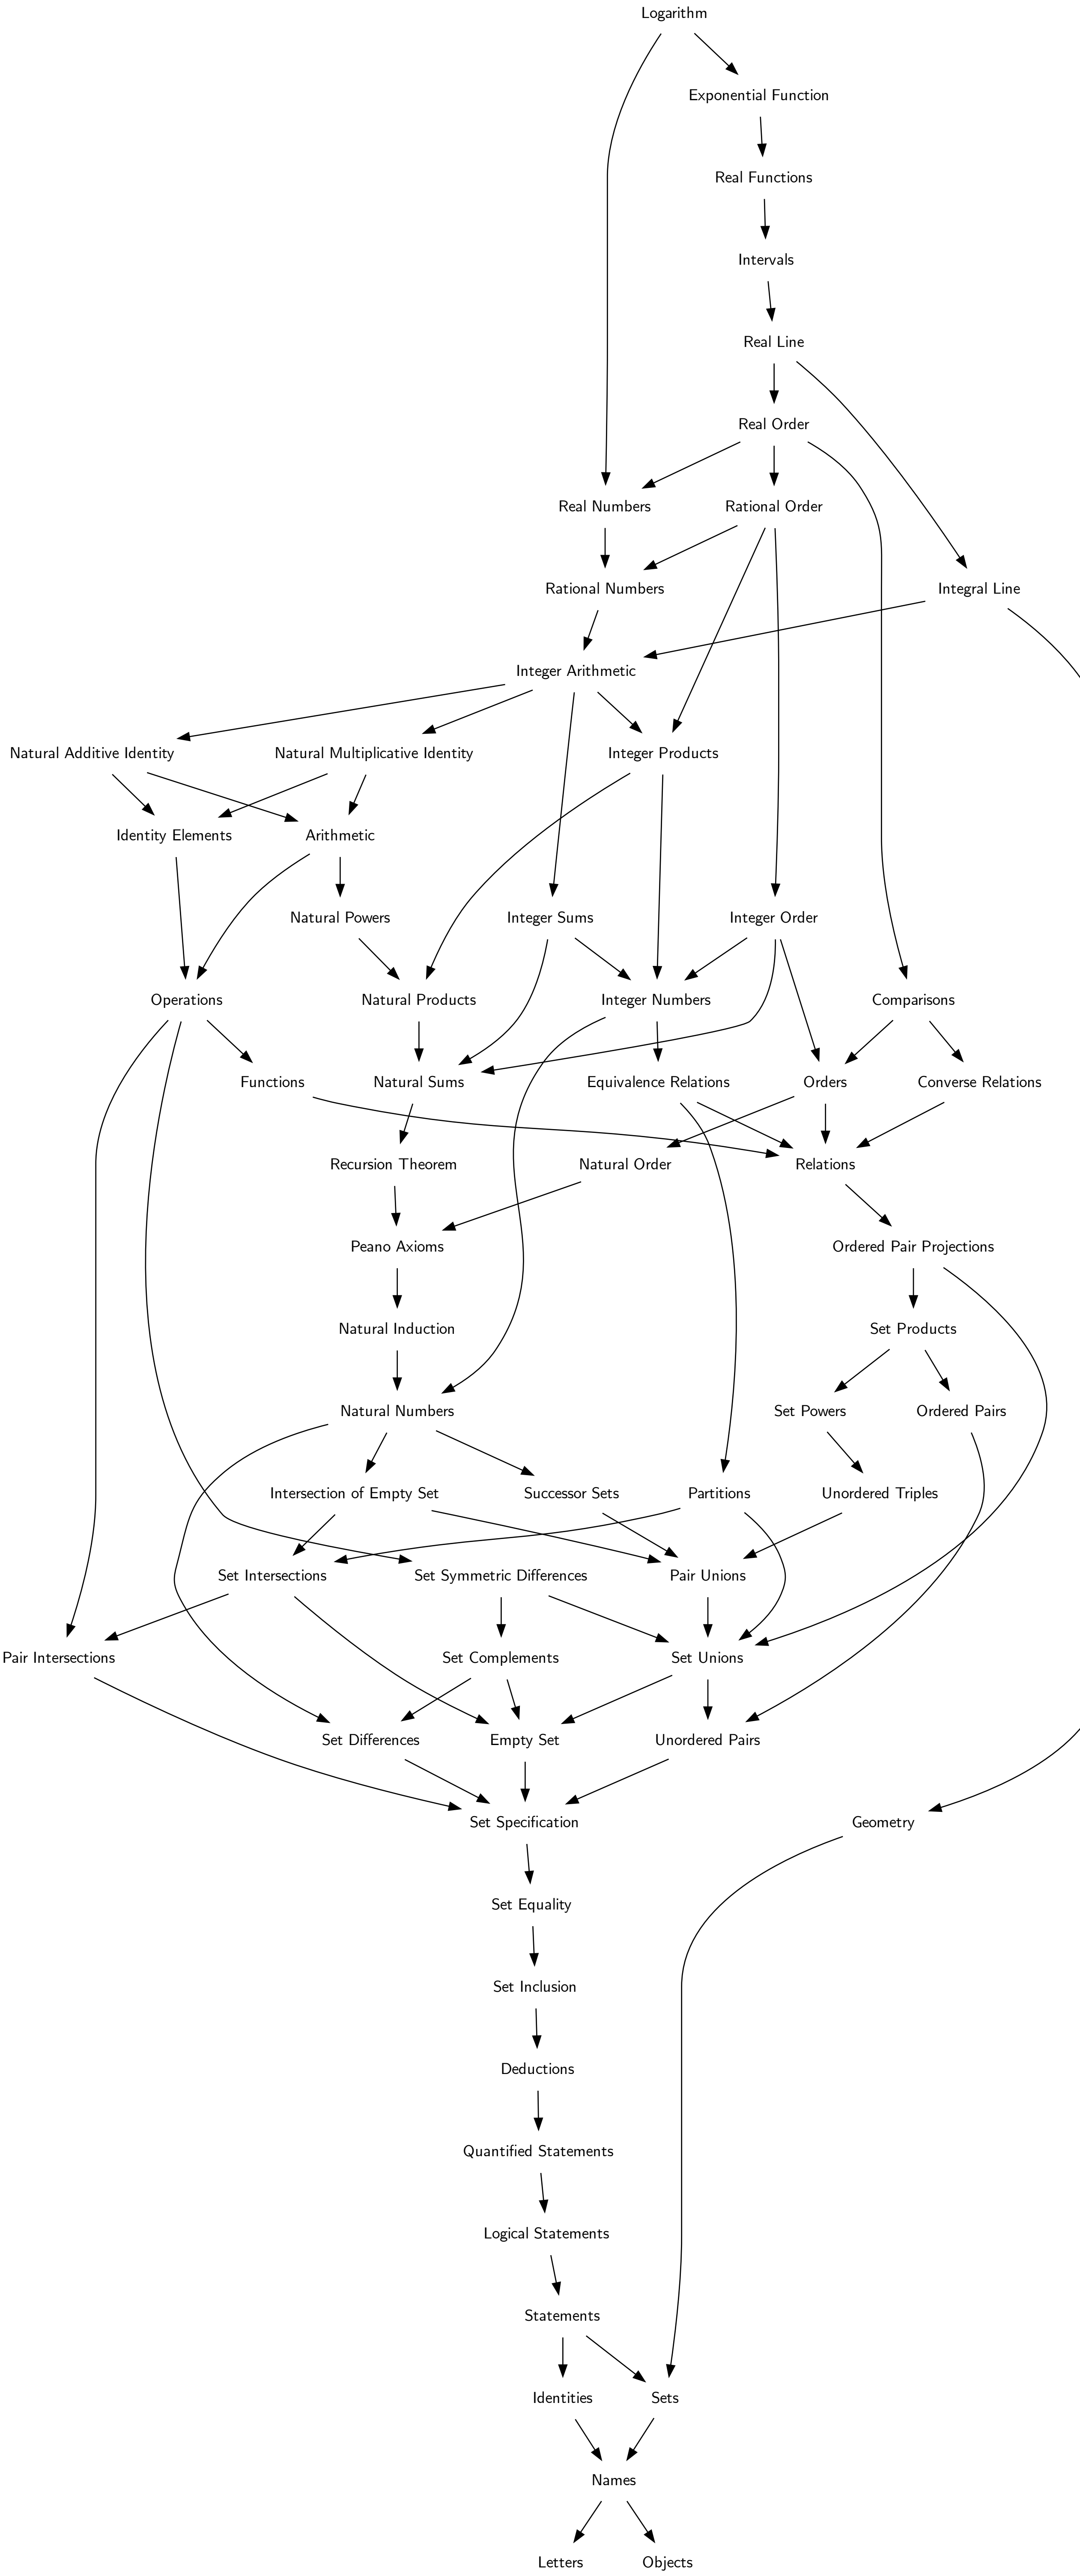 Logarithm
Exponential Function
Real Functions
Intervals
Real Line
Real Order
Real Numbers
Rational Order
Rational Numbers
Integral Line
Integer Arithmetic
Natural Additive Identity
Natural Multiplicative Identity
Integer Products
Identity Elements
Arithmetic
Natural Powers
Integer Sums
Integer Order
Operations
Natural Products
Integer Numbers
Comparisons
Functions
Natural Sums
Equivalence Relations
Orders
Converse Relations
Recursion Theorem
Natural Order
Relations
Peano Axioms
Ordered Pair Projections
Natural Induction
Set Products
Natural Numbers
Set Powers
Ordered Pairs
Intersection of Empty Set
Successor Sets
Partitions
Unordered Triples
Set Intersections
Set Symmetric Differences
Pair Unions
Pair Intersections
Set Complements
Set Unions
Set Differences
Empty Set
Unordered Pairs
Set Specification
Geometry
Set Equality
Set Inclusion
Deductions
Quantified Statements
Logical Statements
Statements
Identities
Sets
Names
Letters
Objects